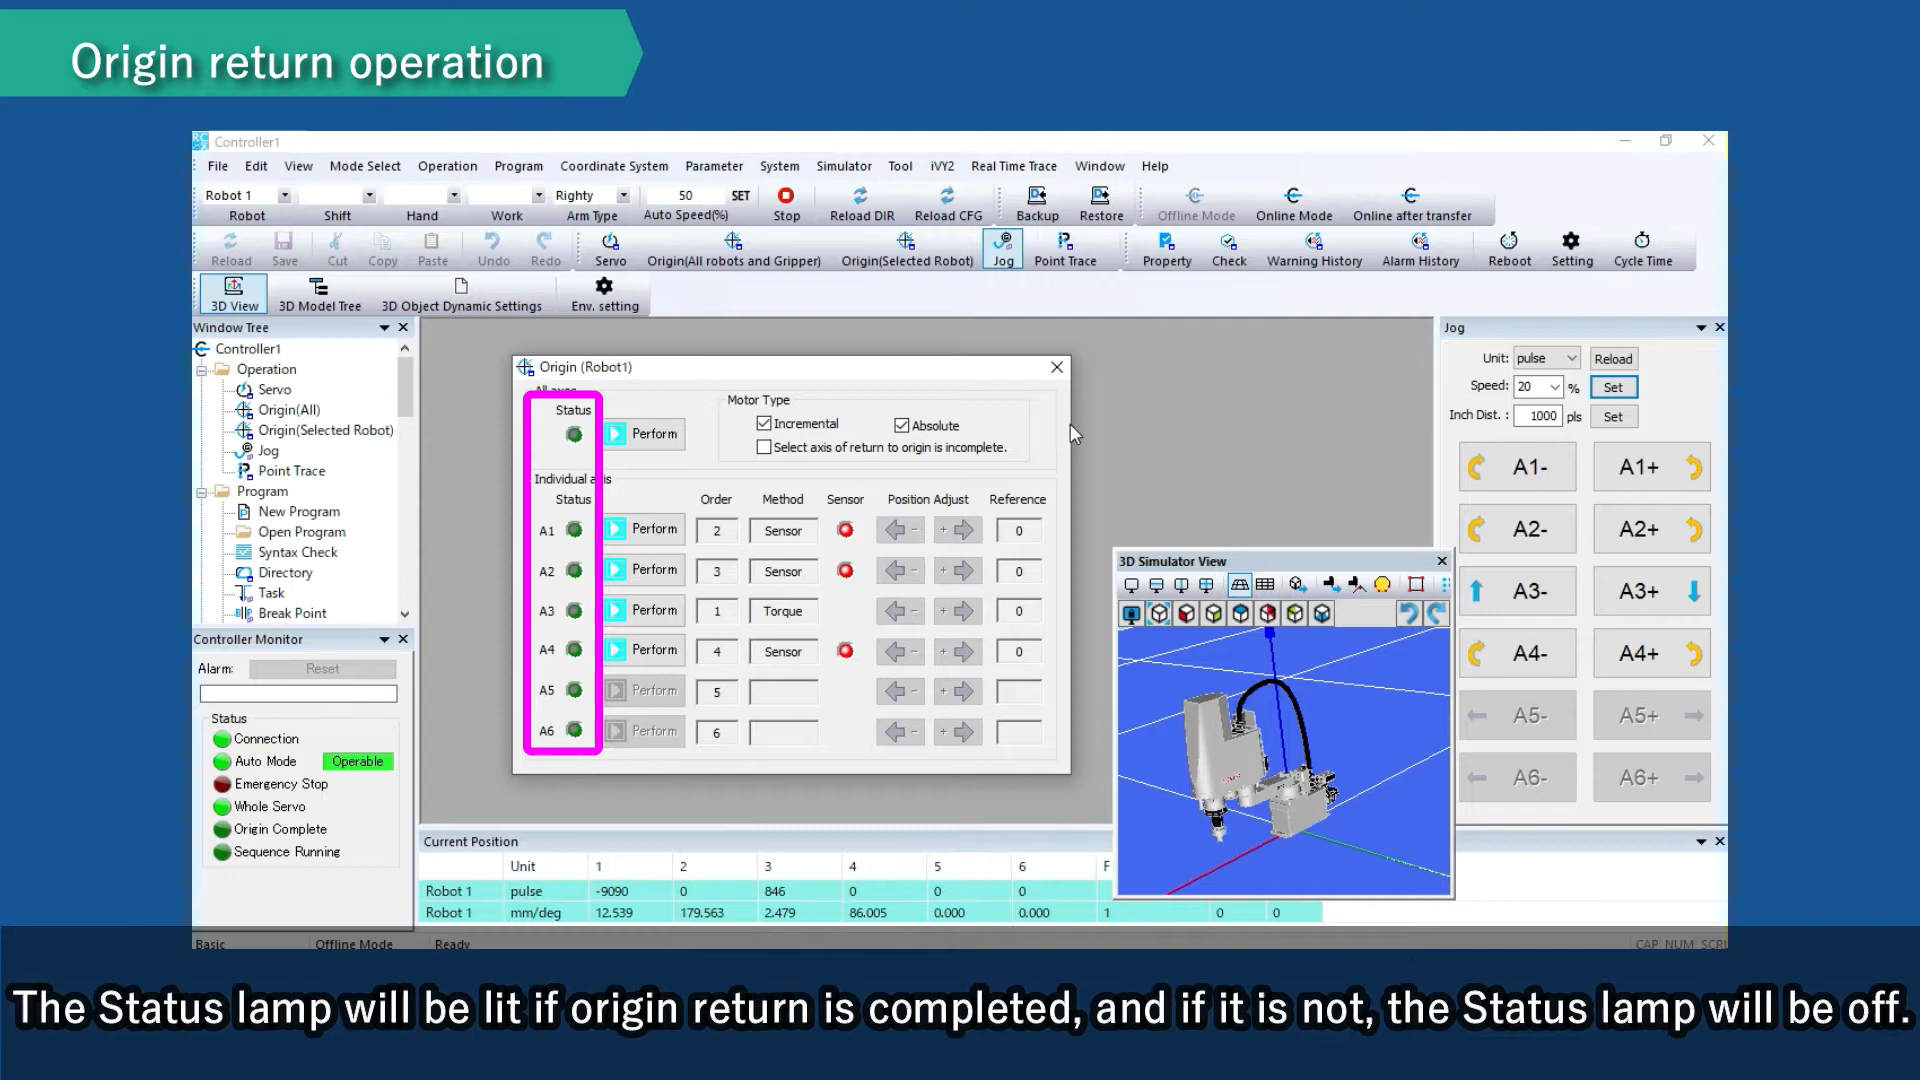 Origin return operation
Controller1
File Edit View Mode Select Operation Program Coordinate System Parameter System Simulator Tool iVY2 Real Time Trace Window Help
Robot 1 Righty 50 SET
Robot Shift Hand Work Arm Type Auto Speed(%) Stop Reload DIR Reload CFG Backup Restore Offline Mode Online Mode Online after transfer
Reload Save Cut Copy Paste Undo Redo Servo Origin(All robots and Gripper) Origin(Selected Robot) Jog Point Trace Property Check Warning History Alarm History Reboot Setting Cycle Time
3D View 3D Model Tree 3D Object Dynamic Settings Env. setting
Window Tree
Controller1
Operation
Servo
Origin(All)
Origin(Selected Robot)
Jog
Point Trace
Program
New Program
Open Program
Syntax Check
Directory
Task
Break Point
Controller Monitor
Alarm: Reset
Status
Connection
Auto Mode Operable
Emergency Stop
Whole Servo
Origin Complete
Sequence Running
Origin (Robot1)
All axes
Status
Perform
Motor Type
Incremental Absolute
Select axis of return to origin is incomplete.
Individual axis
Status Order Method Sensor Position Adjust Reference
A1 Perform 2 Sensor - + 0
A2 Perform 3 Sensor - + 0
A3 Perform 1 Torque - + 0
A4 Perform 4 Sensor - + 0
A5 Perform 5 - +
A6 Perform 6 - +
3D Simulator View
Jog
Unit: pulse Reload
Speed: 20 % Set
Inch Dist. : 1000 pls Set
A1- A1+
A2- A2+
A3- A3+
A4- A4+
A5- A5+
A6- A6+
Current Position
Unit 1 2 3 4 5 6 F
Robot 1 pulse -9090 0 846 0 0 0
Robot 1 mm/deg 12.539 179.563 2.479 86.005 0.000 0.000 1 0 0
Basic Offline Mode Ready CAP NUM SCRL
The Status lamp will be lit if origin return is completed, and if it is not, the Status lamp will be off.